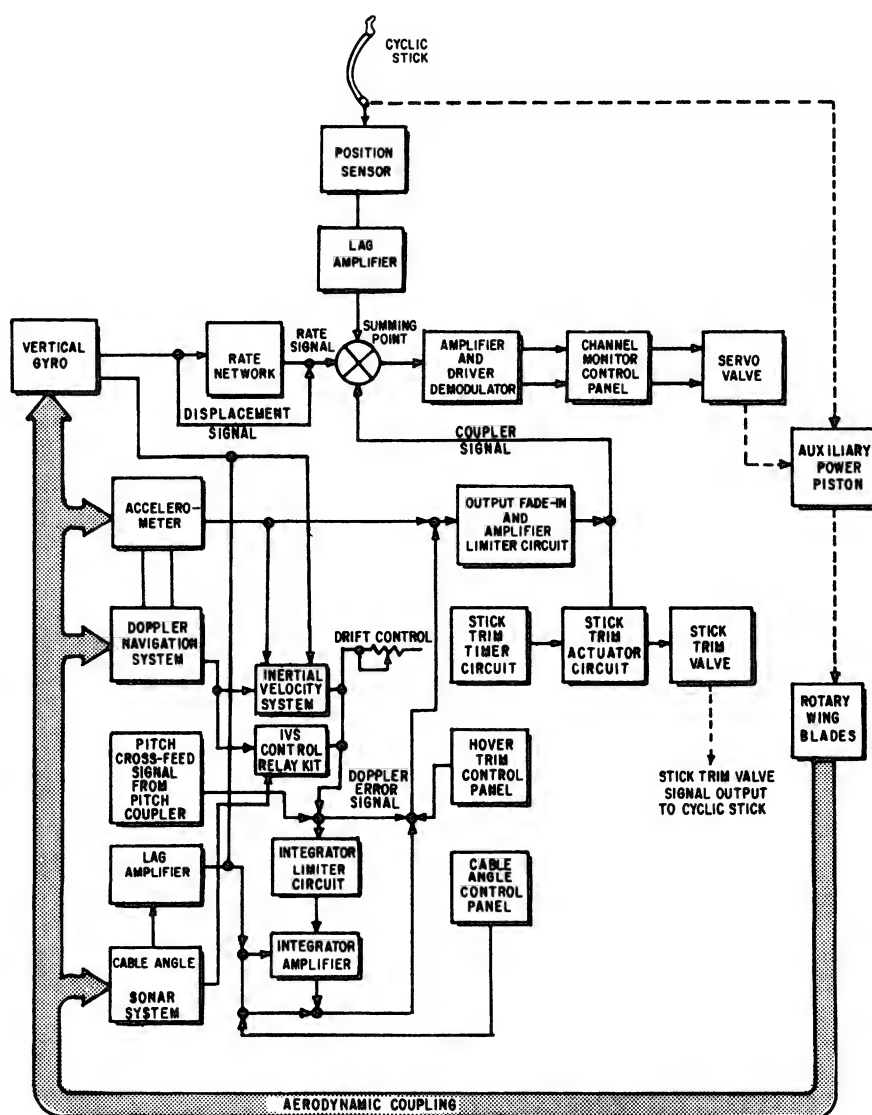 CYCLIC
STICK
POSITION
SENSOR
LAG
AMPLIFIER
VERTICAL
GYRO
RATE
NETWORK
RATE
SIGNAL
SUMMING
POINT
DISPLACEMENT
SIGNAL
AMPLIFIER
AND
DRIVER
DEMODULATOR
CHANNEL
MONITOR
CONTROL
PANEL
SERVO
VALVE
COUPLER
SIGNAL
AUXILIARY
POWER
PISTON
ACCELERO-
METER
OUTPUT FADE-IN
AND
AMPLIFIER
LIMITER CIRCUIT
DOPPLER
NAVIGATION
SYSTEM
DRIFT CONTROL
INERTIAL
VELOCITY
SYSTEM
STICK
TRIM
TIMER
CIRCUIT
STICK
TRIM
ACTUATOR
CIRCUIT
STICK
TRIM
VALVE
ROTARY
WING
BLADES
PITCH
CROSS-FEED
SIGNAL
FROM
PITCH
COUPLER
IVS
CONTROL
RELAY KIT
DOPPLER
ERROR
SIGNAL
HOVER
TRIM
CONTROL
PANEL
STICK TRIM VALVE
SIGNAL OUTPUT
TO CYCLIC STICK
LAG
AMPLIFIER
INTEGRATOR
LIMITER
CIRCUIT
CABLE
ANGLE
CONTROL
PANEL
CABLE ANGLE
SONAR
SYSTEM
INTEGRATOR
AMPLIFIER
AERODYNAMIC COUPLING